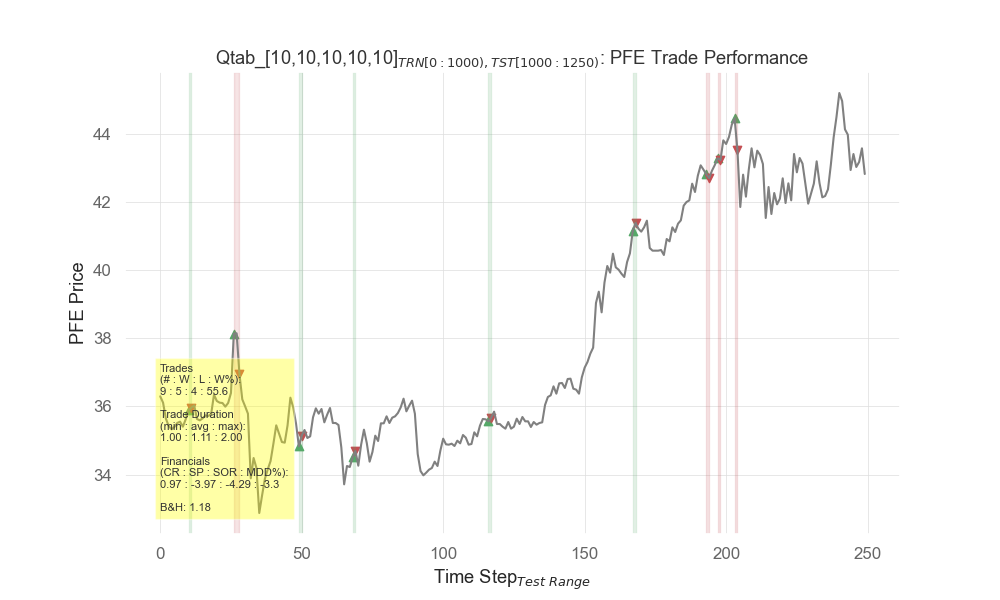 Qtab_[10,10,10,10,10]TRN[0 : 1000), TST[1000 : 1250): PFE Trade Performance
44
42
40
38
36
34
PFE Price
Trades
(# : W : L : W%):
9 : 5 : 4 : 55.6
Trade Duration
(min : avg : max):
1.00 : 1.11 : 2.00
Financials
(CR : SP : SOR : MDD%):
0.97 : -3.97 : -4.29 : -3.3
B&H: 1.18
0 50 100 150 200 250
Time StepTest Range